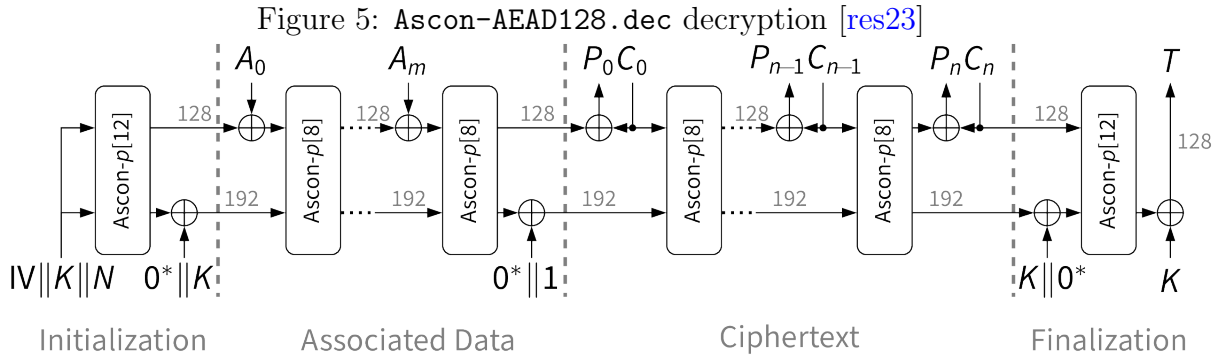 Figure 5: Ascon-AEAD128.dec decryption [res23]
A₀ Aₘ P₀C₀ Pₙ₋₁Cₙ₋₁ PₙCₙ T
128 128 128 128 128 128
Ascon-p[12] Ascon-p[8] Ascon-p[8] Ascon-p[8] Ascon-p[8] Ascon-p[12]
192 192 192 192 192
IV‖K‖N 0*‖K 0*‖1 K‖0* K
Initialization Associated Data Ciphertext Finalization